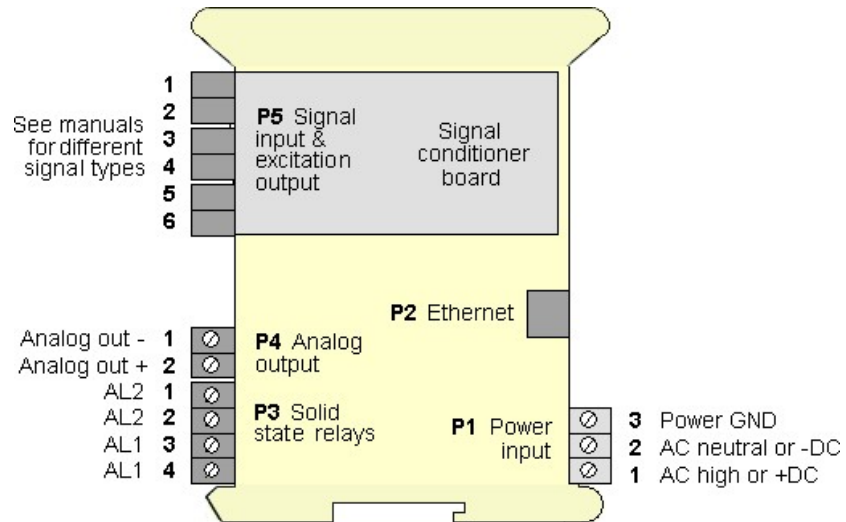 1
2
3
4
5
6
See manuals
for different
signal types
P5 Signal
input &
excitation
output
Signal
conditioner
board
P2 Ethernet
Analog out - 1
Analog out + 2
AL2 1
AL2 2
AL1 3
AL1 4
P4 Analog
output
P3 Solid
state relays
P1 Power
input
3 Power GND
2 AC neutral or -DC
1 AC high or +DC